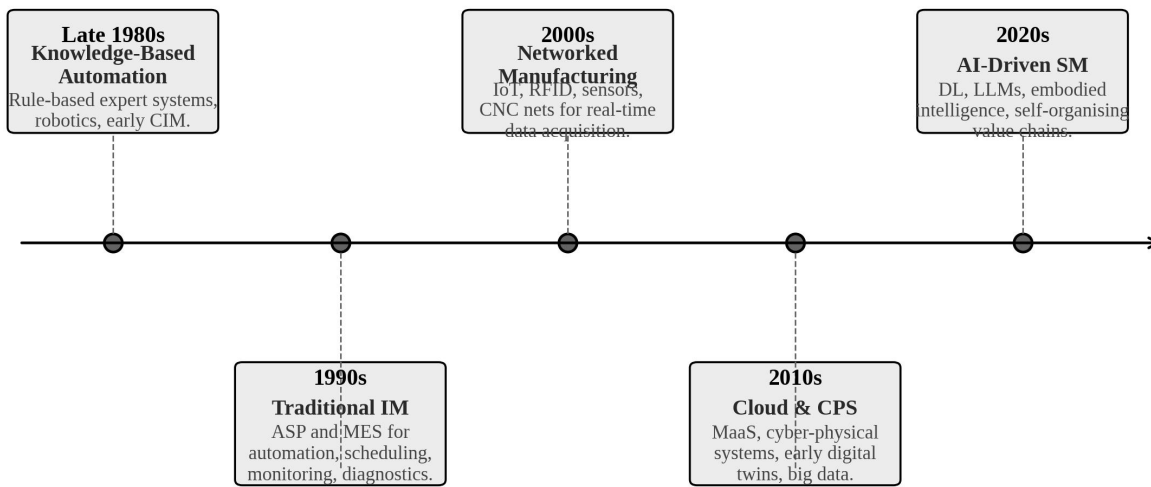 Late 1980s
Knowledge-Based
Automation
Rule-based expert systems,
robotics, early CIM.
1990s
Traditional IM
ASP and MES for
automation, scheduling,
monitoring, diagnostics.
2000s
Networked
Manufacturing
IoT, RFID, sensors,
CNC nets for real-time
data acquisition.
2010s
Cloud & CPS
MaaS, cyber-physical
systems, early digital
twins, big data.
2020s
AI-Driven SM
DL, LLMs, embodied
intelligence, self-organising
value chains.